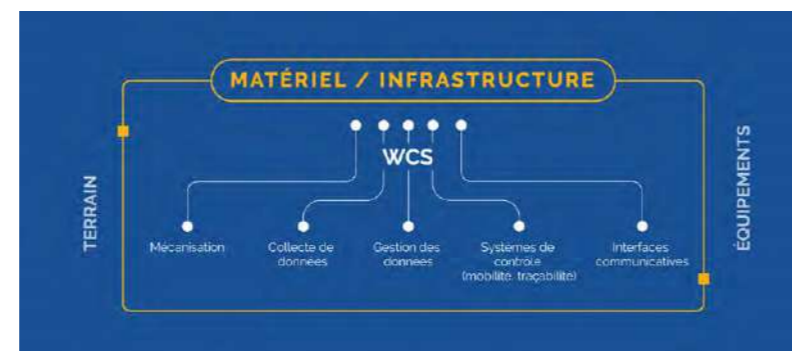 MATÉRIEL / INFRASTRUCTURE
WCS
TERRAIN
ÉQUIPEMENTS
Mécanisation
Collecte de
données
Gestion des
données
Systèmes de
contrôle
(mobilité, traçabilité)
Interfaces
communicatives